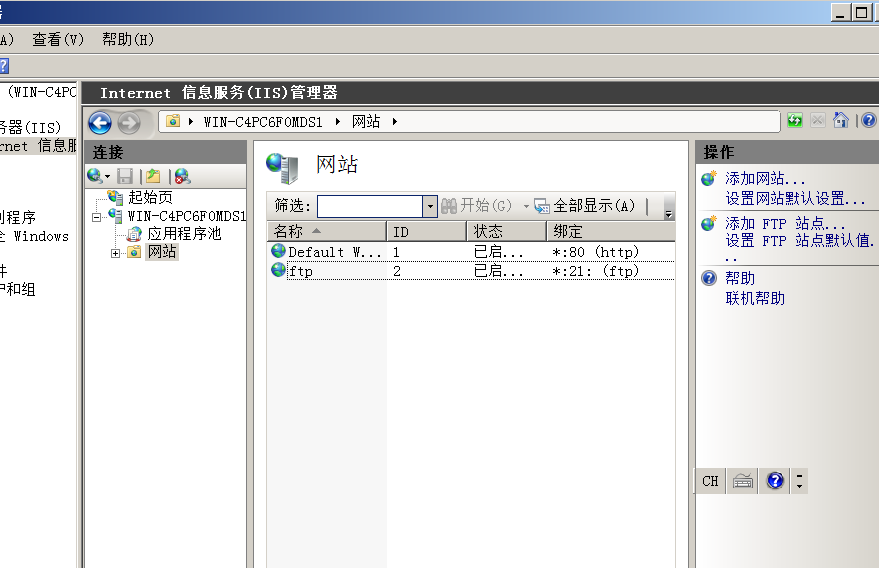 器
A) 查看(V) 帮助(H)
(WIN-C4PC
务器(IIS)
rnet 信息服
Windows
件
户和组
Internet 信息服务(IIS)管理器
WIN-C4PC6F0MDS1 网站
连接
起始页
WIN-C4PC6F0MDS1
应用程序池
网站
网站
筛选: 开始(G) 全部显示(A)
名称 ID 状态 绑定
Default W... 1 已启... *:80 (http)
ftp 2 已启... *:21: (ftp)
操作
添加网站...
设置网站默认设置...
添加 FTP 站点...
设置 FTP 站点默认值.
..
帮助
联机帮助
CH